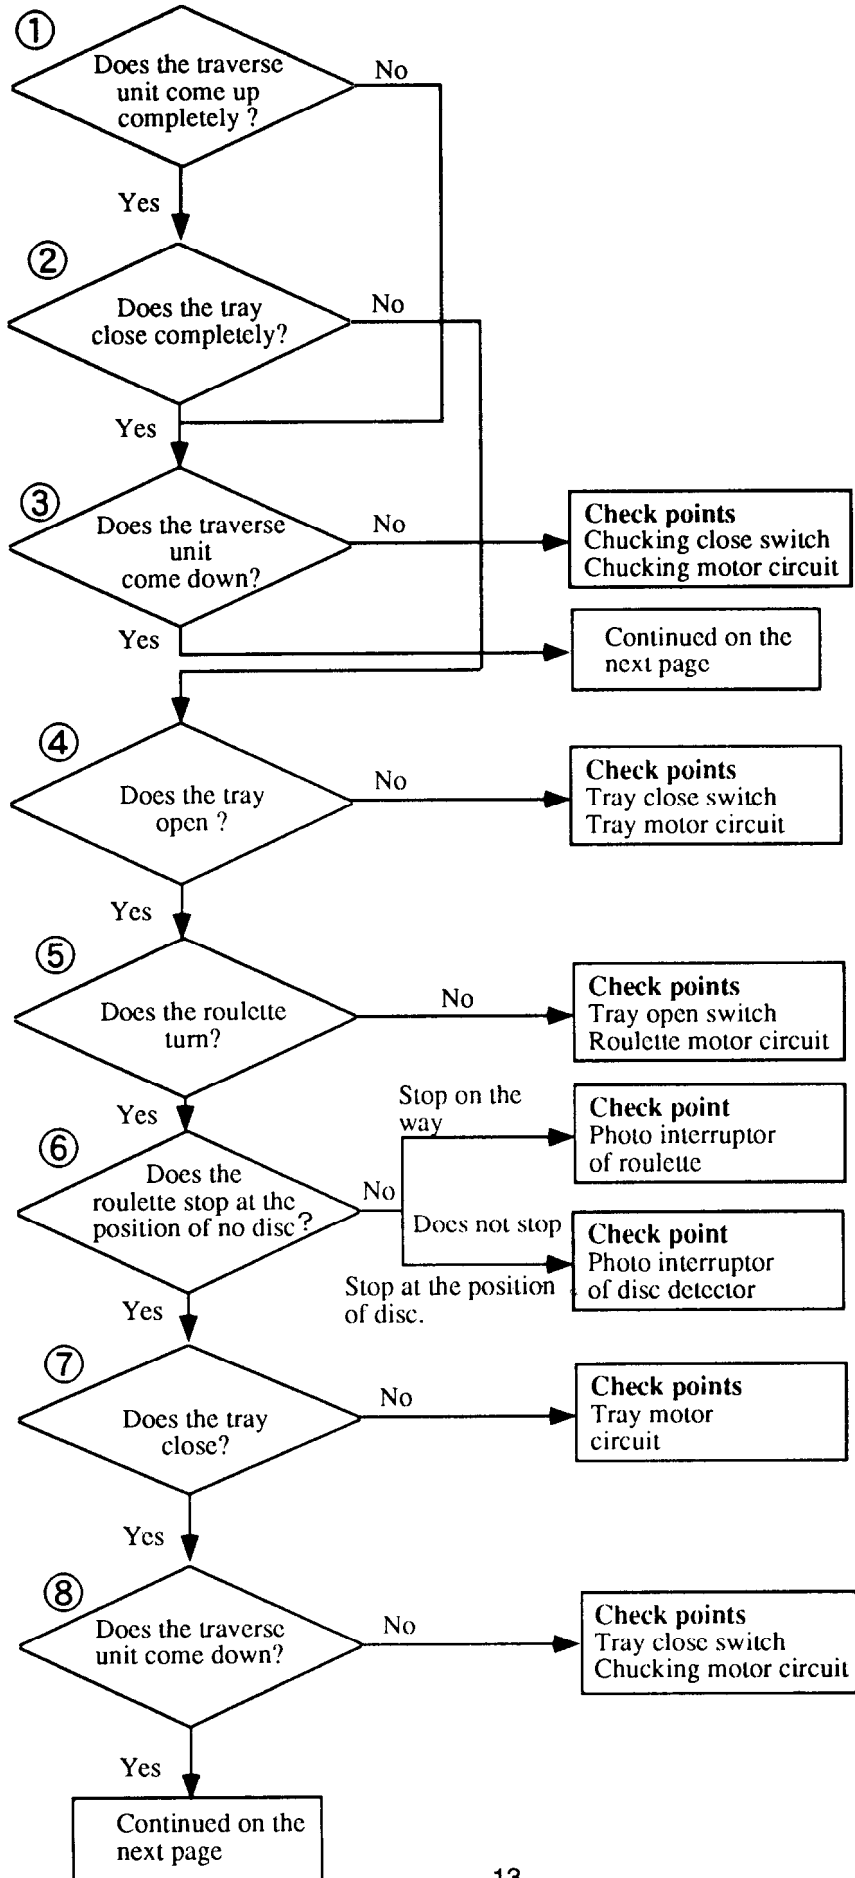 ①
Does the traverse
unit come up
completely ?
No
Yes
②
Does the tray
close completely?
No
Yes
③
Does the traverse
unit
come down?
No
Check points
Chucking close switch
Chucking motor circuit
Yes
Continued on the
next page
④
Does the tray
open ?
No
Check points
Tray close switch
Tray motor circuit
Yes
⑤
Does the roulette
turn?
No
Check points
Tray open switch
Roulette motor circuit
Yes
⑥
Does the
roulette stop at the
position of no disc?
No
Stop on the
way
Check point
Photo interruptor
of roulette
Does not stop
Stop at the position
of disc.
Check point
Photo interruptor
of disc detector
Yes
⑦
Does the tray
close?
No
Check points
Tray motor
circuit
Yes
⑧
Does the traverse
unit come down?
No
Check points
Tray close switch
Chucking motor circuit
Yes
Continued on the
next page
13